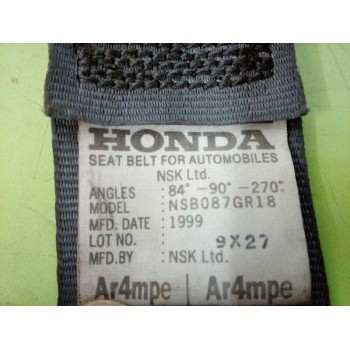 HONDA
SEAT BELT FOR AUTOMOBILES
NSK Ltd.
ANGLES : 84° -90° -270°
MODEL : NSB087GR18
MFD. DATE : 1999
LOT NO. : 9X27
MFD.BY : NSK Ltd.
Ar4mpe | Ar4mpe